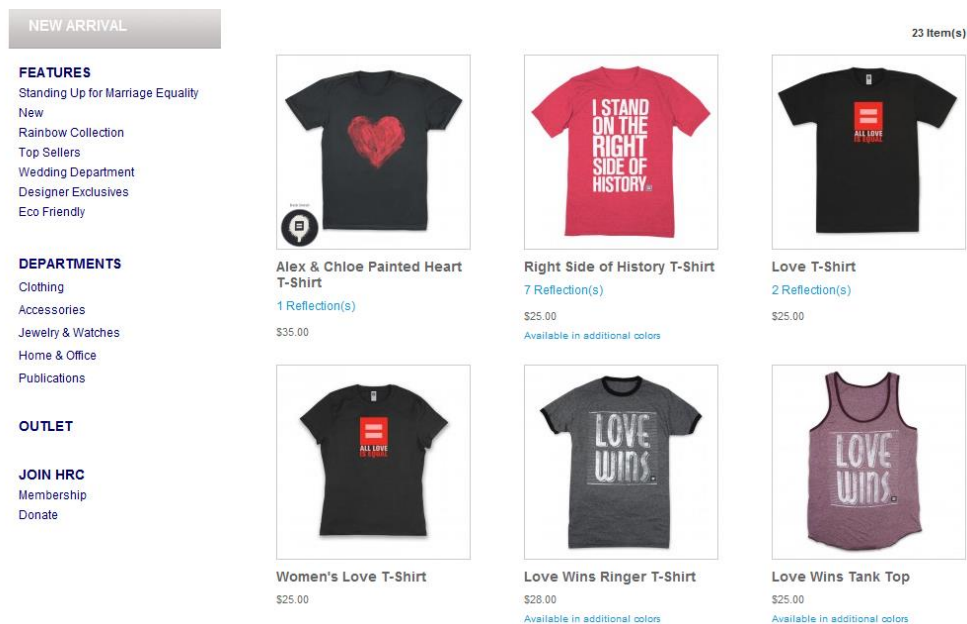 NEW ARRIVAL
23 Item(s)
FEATURES
Standing Up for Marriage Equality
New
Rainbow Collection
Top Sellers
Wedding Department
Designer Exclusives
Eco Friendly
DEPARTMENTS
Clothing
Accessories
Jewelry & Watches
Home & Office
Publications
OUTLET
JOIN HRC
Membership
Donate
Alex & Chloe Painted Heart
T-Shirt
1 Reflection(s)
$35.00
I STAND
ON THE
RIGHT
SIDE OF
HISTORY.
Right Side of History T-Shirt
7 Reflection(s)
$25.00
Available in additional colors
ALL LOVE
IS EQUAL
Love T-Shirt
2 Reflection(s)
$25.00
ALL LOVE
IS EQUAL
Women's Love T-Shirt
$25.00
LOVE
WINS.
Love Wins Ringer T-Shirt
$28.00
Available in additional colors
LOVE
WINS.
Love Wins Tank Top
$25.00
Available in additional colors